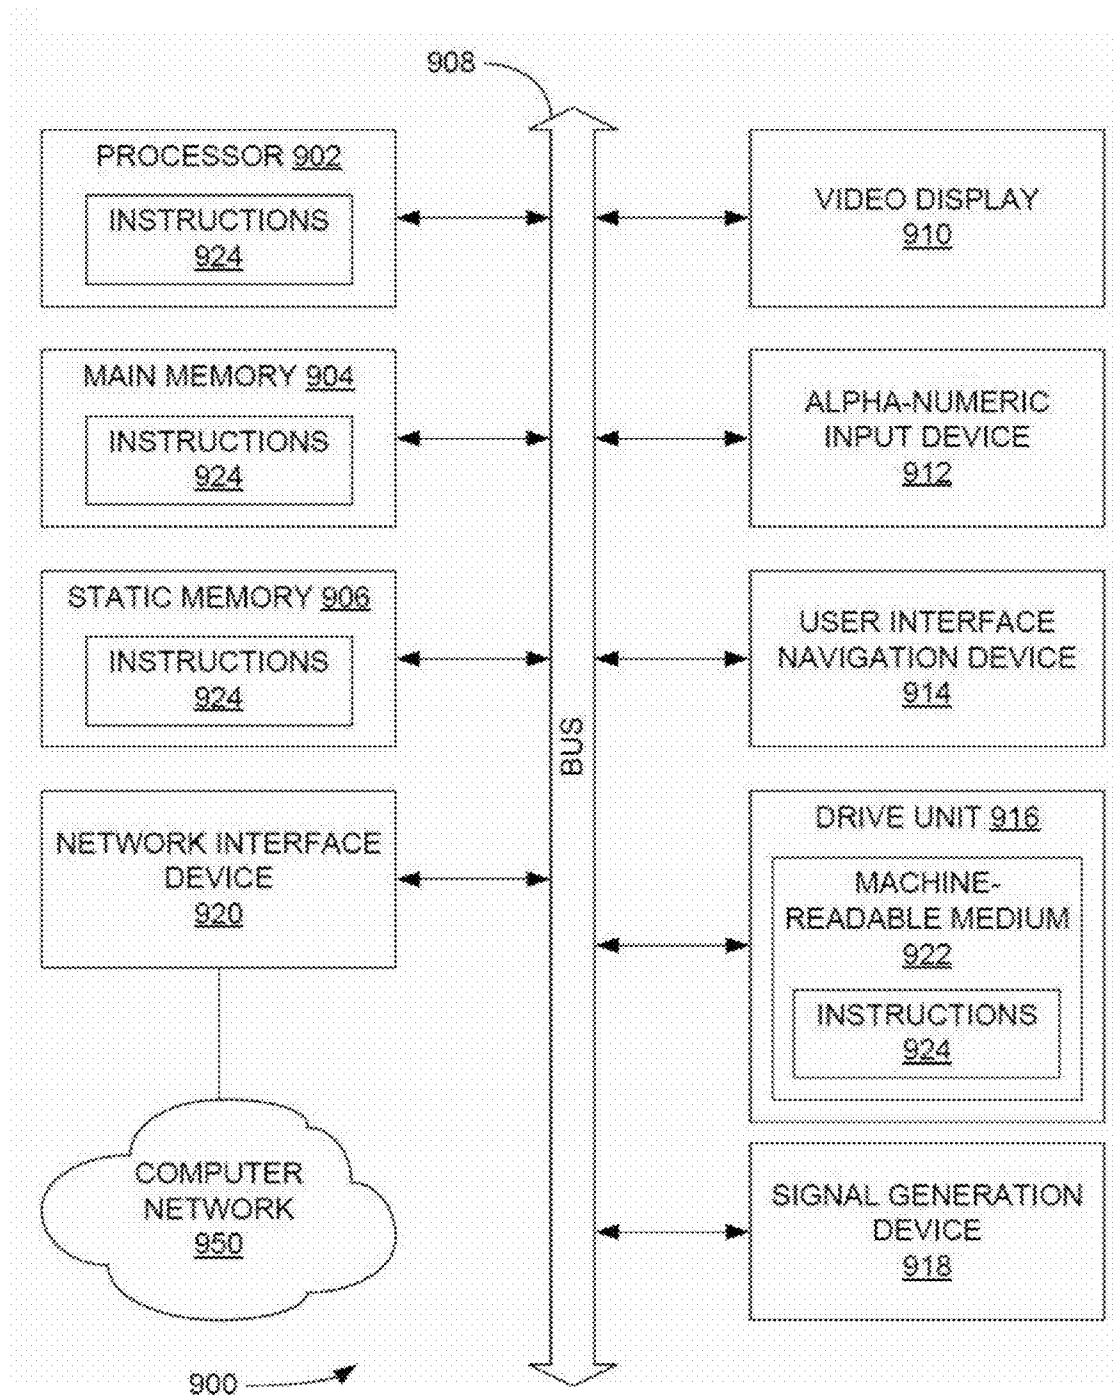 908
PROCESSOR 902
INSTRUCTIONS
924
MAIN MEMORY 904
INSTRUCTIONS
924
STATIC MEMORY 906
INSTRUCTIONS
924
NETWORK INTERFACE
DEVICE
920
COMPUTER
NETWORK
950
900
BUS
VIDEO DISPLAY
910
ALPHA-NUMERIC
INPUT DEVICE
912
USER INTERFACE
NAVIGATION DEVICE
914
DRIVE UNIT 916
MACHINE-
READABLE MEDIUM
922
INSTRUCTIONS
924
SIGNAL GENERATION
DEVICE
918